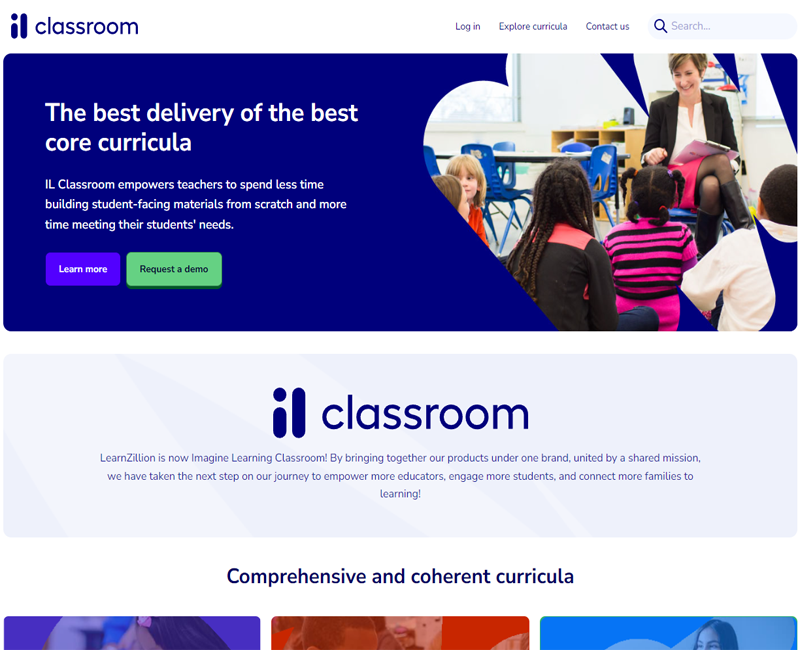 il classroom
Log in
Explore curricula
Contact us
Search...
The best delivery of the best
core curricula
IL Classroom empowers teachers to spend less time
building student-facing materials from scratch and more
time meeting their students' needs.
Learn more
Request a demo
il classroom
LearnZillion is now Imagine Learning Classroom! By bringing together our products under one brand, united by a shared mission,
we have taken the next step on our journey to empower more educators, engage more students, and connect more families to
learning!
Comprehensive and coherent curricula